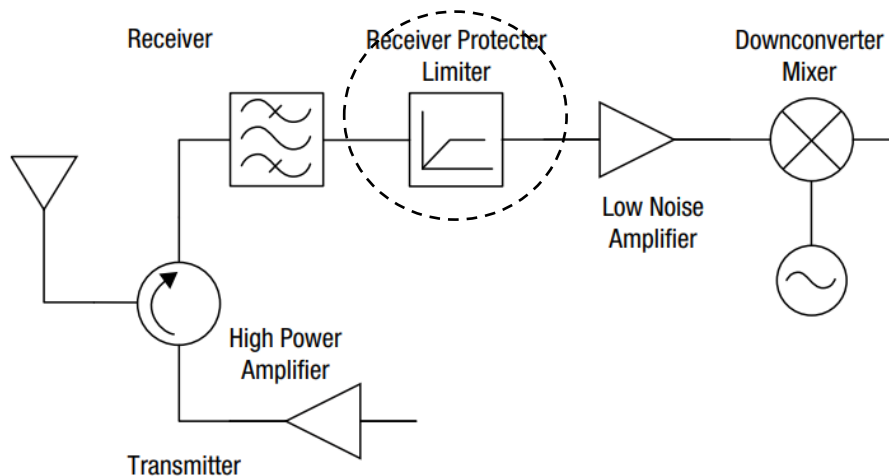 Receiver
Receiver Protecter
Limiter
Downconverter
Mixer
Low Noise
Amplifier
High Power
Amplifier
Transmitter